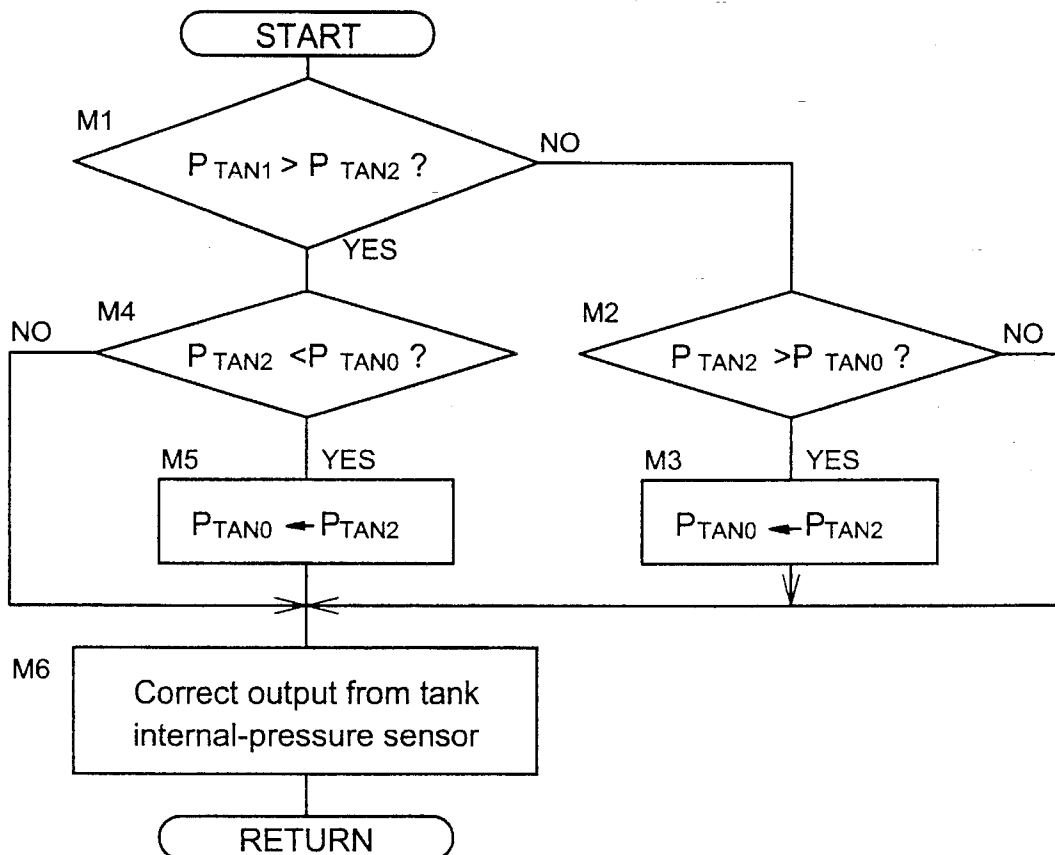 START
M1
P TAN1 > P TAN2 ?
NO
YES
M4
NO
P TAN2 <P TAN0 ?
M2
P TAN2 >P TAN0 ?
NO
M5
YES
PTAN0 ← PTAN2
M3
YES
PTAN0 ← PTAN2
M6
Correct output from tank
internal-pressure sensor
RETURN